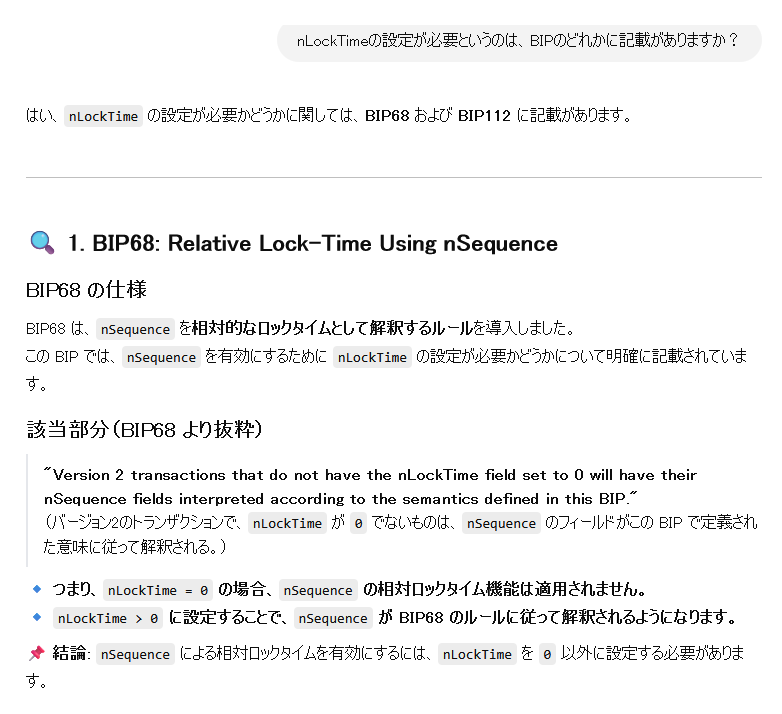 nLockTimeの設定が必要というのは、BIPのどれかに記載がありますか？
はい、 nLockTime の設定が必要かどうかに関しては、BIP68 および BIP112 に記載があります。
🔍 1. BIP68: Relative Lock-Time Using nSequence
BIP68 の仕様
BIP68 は、 nSequence を相対的なロックタイムとして解釈するルールを導入しました。
この BIP では、 nSequence を有効にするために nLockTime の設定が必要かどうかについて明確に記載されていま
す。
該当部分（BIP68 より抜粋）
"Version 2 transactions that do not have the nLockTime field set to 0 will have their
nSequence fields interpreted according to the semantics defined in this BIP."
（バージョン2のトランザクションで、 nLockTime が 0 でないものは、 nSequence のフィールドがこの BIP で定義され
た意味に従って解釈される。）
🔹 つまり、 nLockTime = 0 の場合、 nSequence の相対ロックタイム機能は適用されません。
🔹 nLockTime > 0 に設定することで、 nSequence が BIP68 のルールに従って解釈されるようになります。
📌 結論: nSequence による相対ロックタイムを有効にするには、 nLockTime を 0 以外に設定する必要がありま
す。